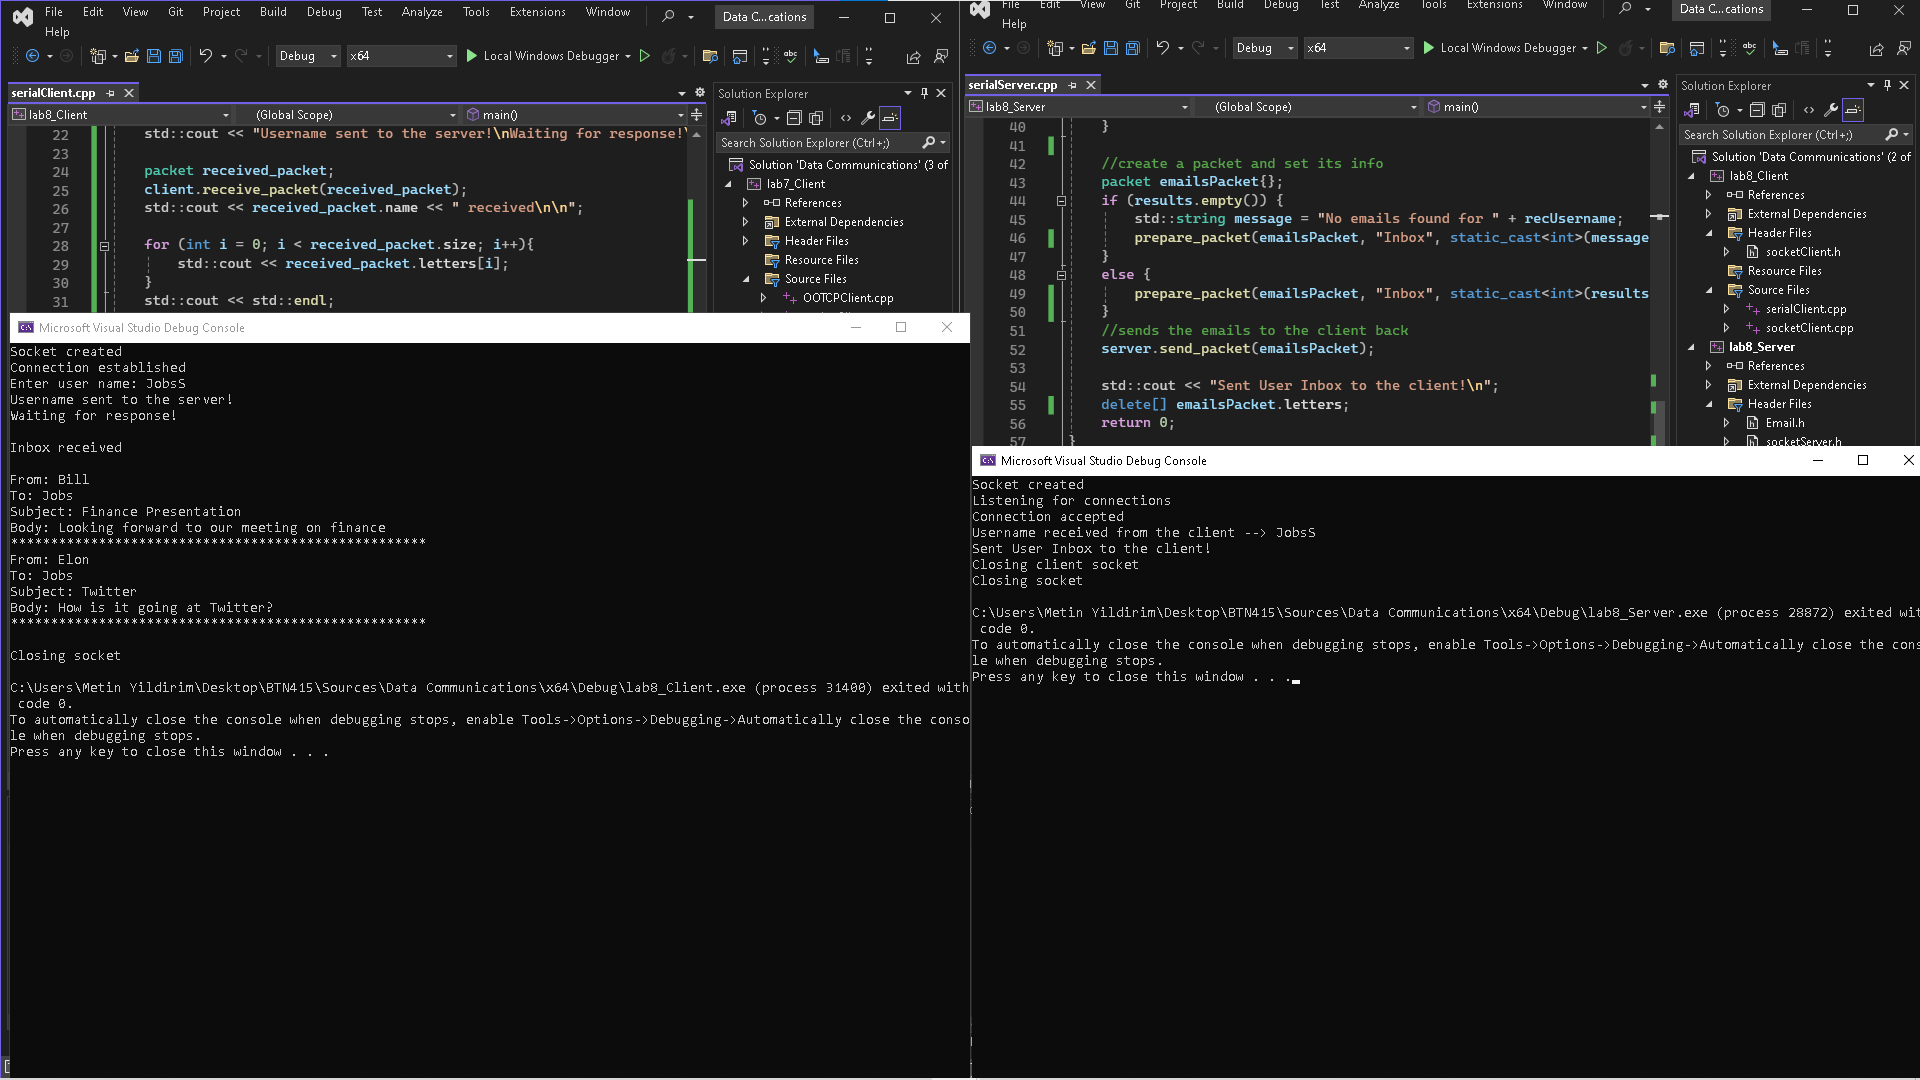 File Edit View Git Project Build Debug Test Analyze Tools Extensions Window Data C...cations
Help
Debug x64 Local Windows Debugger
serialClient.cpp
lab8_Client (Global Scope) main()
22 std::cout << "Username sent to the server!\nWaiting for response!\
23
24 packet received_packet;
25 client.receive_packet(received_packet);
26 std::cout << received_packet.name << " received\n\n";
27
28 for (int i = 0; i < received_packet.size; i++){
29 std::cout << received_packet.letters[i];
30 }
31 std::cout << std::endl;
Solution Explorer
Search Solution Explorer (Ctrl+;)
Solution 'Data Communications' (3 of
lab7_Client
References
External Dependencies
Header Files
Resource Files
Source Files
OOTCPClient.cpp
Microsoft Visual Studio Debug Console
Socket created
Connection established
Enter user name: JobsS
Username sent to the server!
Waiting for response!
Inbox received
From: Bill
To: Jobs
Subject: Finance Presentation
Body: Looking forward to our meeting on finance
****************************************************
From: Elon
To: Jobs
Subject: Twitter
Body: How is it going at Twitter?
****************************************************
Closing socket
C:\Users\Metin Yildirim\Desktop\BTN415\Sources\Data Communications\x64\Debug\lab8_Client.exe (process 31400) exited with
code 0.
To automatically close the console when debugging stops, enable Tools->Options->Debugging->Automatically close the conso
le when debugging stops.
Press any key to close this window . . .
File Edit View Git Project Build Debug Test Analyze Tools Extensions Window Data C...cations
Help
Debug x64 Local Windows Debugger
serialServer.cpp
lab8_Server (Global Scope) main()
40 }
41
42 //create a packet and set its info
43 packet emailsPacket{};
44 if (results.empty()) {
45 std::string message = "No emails found for " + recUsername;
46 prepare_packet(emailsPacket, "Inbox", static_cast<int>(message
47 }
48 else {
49 prepare_packet(emailsPacket, "Inbox", static_cast<int>(results
50 }
51 //sends the emails to the client back
52 server.send_packet(emailsPacket);
53
54 std::cout << "Sent User Inbox to the client!\n";
55 delete[] emailsPacket.letters;
56 return 0;
57 }
Solution Explorer
Search Solution Explorer (Ctrl+;)
Solution 'Data Communications' (2 of
lab8_Client
References
External Dependencies
Header Files
socketClient.h
Resource Files
Source Files
serialClient.cpp
socketClient.cpp
lab8_Server
References
External Dependencies
Header Files
Email.h
socketServer.h
Microsoft Visual Studio Debug Console
Socket created
Listening for connections
Connection accepted
Username received from the client --> JobsS
Sent User Inbox to the client!
Closing client socket
Closing socket
C:\Users\Metin Yildirim\Desktop\BTN415\Sources\Data Communications\x64\Debug\lab8_Server.exe (process 28872) exited wit
code 0.
To automatically close the console when debugging stops, enable Tools->Options->Debugging->Automatically close the cons
le when debugging stops.
Press any key to close this window . . .